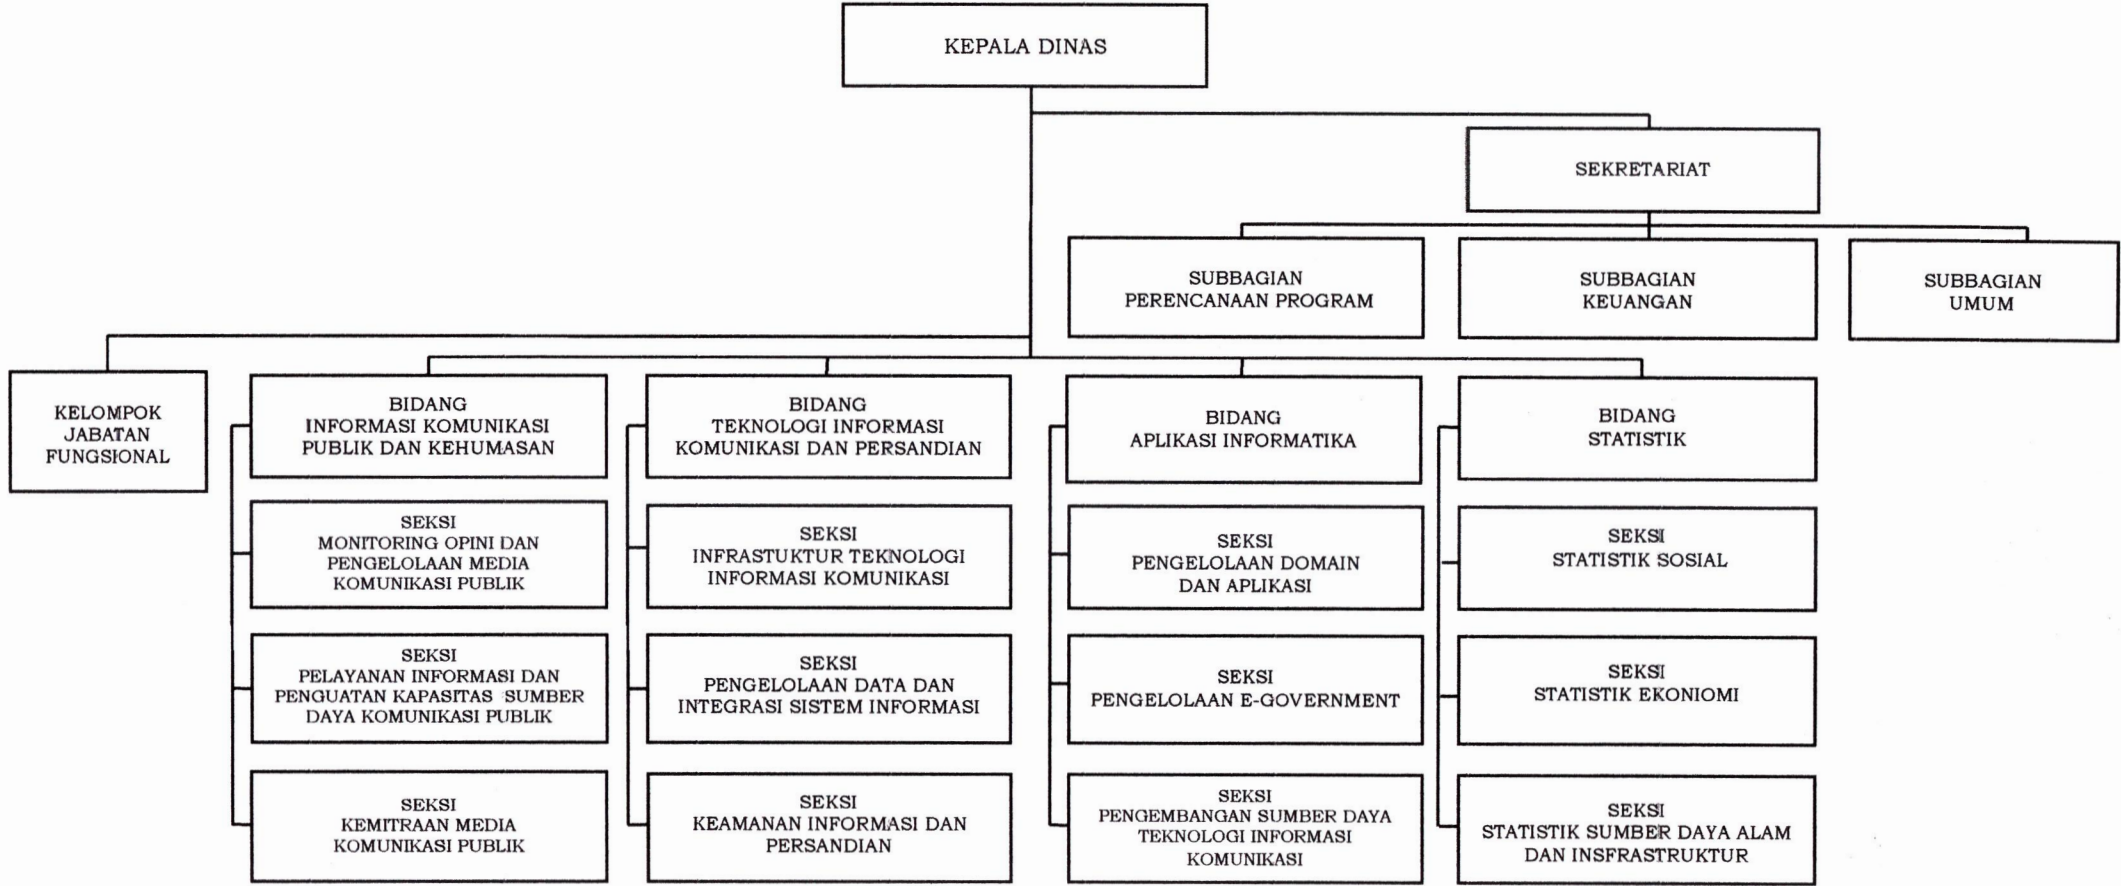 KEPALA DINAS
SEKRETARIAT
SUBBAGIAN
PERENCANAAN PROGRAM
SUBBAGIAN
KEUANGAN
SUBBAGIAN
UMUM
KELOMPOK
JABATAN
FUNGSIONAL
BIDANG
INFORMASI KOMUNIKASI
PUBLIK DAN KEHUMASAN
SEKSI
MONITORING OPINI DAN
PENGELOLAAN MEDIA
KOMUNIKASI PUBLIK
SEKSI
PELAYANAN INFORMASI DAN
PENGUATAN KAPASITAS SUMBER
DAYA KOMUNIKASI PUBLIK
SEKSI
KEMITRAAN MEDIA
KOMUNIKASI PUBLIK
BIDANG
TEKNOLOGI INFORMASI
KOMUNIKASI DAN PERSANDIAN
SEKSI
INFRASTUKTUR TEKNOLOGI
INFORMASI KOMUNIKASI
SEKSI
PENGELOLAAN DATA DAN
INTEGRASI SISTEM INFORMASI
SEKSI
KEAMANAN INFORMASI DAN
PERSANDIAN
BIDANG
APLIKASI INFORMATIKA
SEKSI
PENGELOLAAN DOMAIN
DAN APLIKASI
SEKSI
PENGELOLAAN E-GOVERNMENT
SEKSI
PENGEMBANGAN SUMBER DAYA
TEKNOLOGI INFORMASI
KOMUNIKASI
BIDANG
STATISTIK
SEKSI
STATISTIK SOSIAL
SEKSI
STATISTIK EKONIOMI
SEKSI
STATISTIK SUMBER DAYA ALAM
DAN INSFRASTRUKTUR